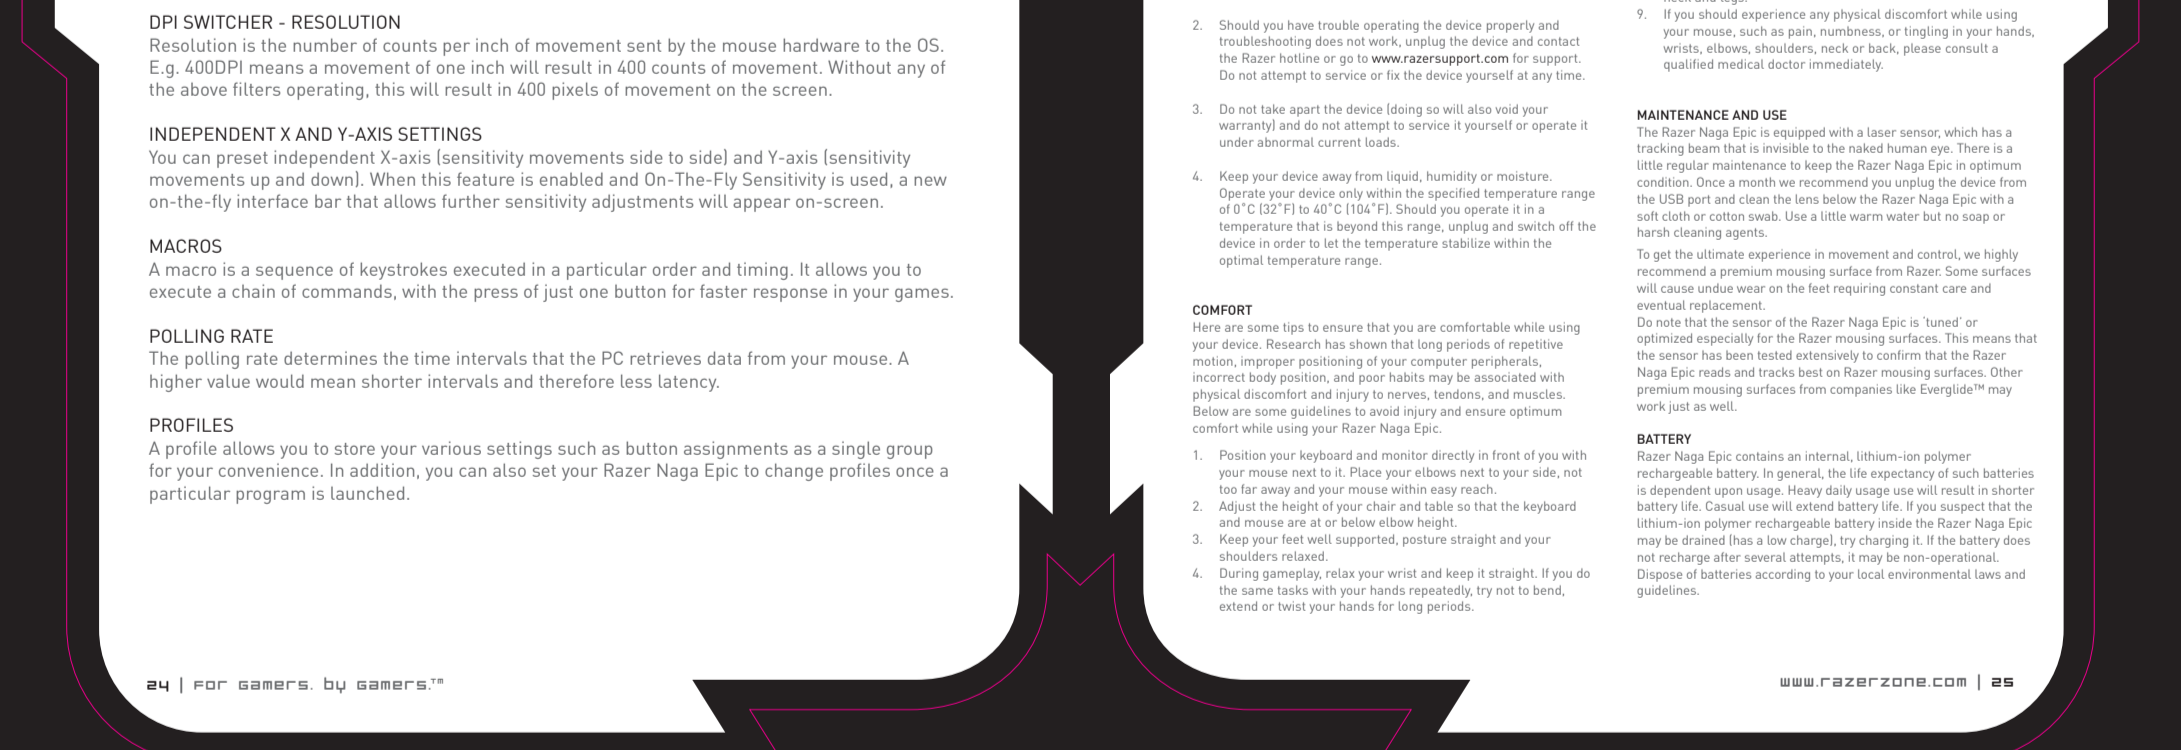 DPI SWITCHER - RESOLUTION
Resolution is the number of counts per inch of movement sent by the mouse hardware to the OS.
E.g. 400DPI means a movement of one inch will result in 400 counts of movement. Without any of
the above filters operating, this will result in 400 pixels of movement on the screen.
INDEPENDENT X AND Y-AXIS SETTINGS
You can preset independent X-axis (sensitivity movements side to side) and Y-axis (sensitivity
movements up and down). When this feature is enabled and On-The-Fly Sensitivity is used, a new
on-the-fly interface bar that allows further sensitivity adjustments will appear on-screen.
MACROS
A macro is a sequence of keystrokes executed in a particular order and timing. It allows you to
execute a chain of commands, with the press of just one button for faster response in your games.
POLLING RATE
The polling rate determines the time intervals that the PC retrieves data from your mouse. A
higher value would mean shorter intervals and therefore less latency.
PROFILES
A profile allows you to store your various settings such as button assignments as a single group
for your convenience. In addition, you can also set your Razer Naga Epic to change profiles once a
particular program is launched.
24 | For Gamers. By Gamers.™
2. Should you have trouble operating the device properly and
troubleshooting does not work, unplug the device and contact
the Razer hotline or go to www.razersupport.com for support.
Do not attempt to service or fix the device yourself at any time.
3. Do not take apart the device (doing so will also void your
warranty) and do not attempt to service it yourself or operate it
under abnormal current loads.
4. Keep your device away from liquid, humidity or moisture.
Operate your device only within the specified temperature range
of 0˚C (32˚F) to 40˚C (104˚F). Should you operate it in a
temperature that is beyond this range, unplug and switch off the
device in order to let the temperature stabilize within the
optimal temperature range.
COMFORT
Here are some tips to ensure that you are comfortable while using
your device. Research has shown that long periods of repetitive
motion, improper positioning of your computer peripherals,
incorrect body position, and poor habits may be associated with
physical discomfort and injury to nerves, tendons, and muscles.
Below are some guidelines to avoid injury and ensure optimum
comfort while using your Razer Naga Epic.
1. Position your keyboard and monitor directly in front of you with
your mouse next to it. Place your elbows next to your side, not
too far away and your mouse within easy reach.
2. Adjust the height of your chair and table so that the keyboard
and mouse are at or below elbow height.
3. Keep your feet well supported, posture straight and your
shoulders relaxed.
4. During gameplay, relax your wrist and keep it straight. If you do
the same tasks with your hands repeatedly, try not to bend,
extend or twist your hands for long periods.
9. If you should experience any physical discomfort while using
your mouse, such as pain, numbness, or tingling in your hands,
wrists, elbows, shoulders, neck or back, please consult a
qualified medical doctor immediately.
MAINTENANCE AND USE
The Razer Naga Epic is equipped with a laser sensor, which has a
tracking beam that is invisible to the naked human eye. There is a
little regular maintenance to keep the Razer Naga Epic in optimum
condition. Once a month we recommend you unplug the device from
the USB port and clean the lens below the Razer Naga Epic with a
soft cloth or cotton swab. Use a little warm water but no soap or
harsh cleaning agents.
To get the ultimate experience in movement and control, we highly
recommend a premium mousing surface from Razer. Some surfaces
will cause undue wear on the feet requiring constant care and
eventual replacement.
Do note that the sensor of the Razer Naga Epic is 'tuned' or
optimized especially for the Razer mousing surfaces. This means that
the sensor has been tested extensively to confirm that the Razer
Naga Epic reads and tracks best on Razer mousing surfaces. Other
premium mousing surfaces from companies like Everglide™ may
work just as well.
BATTERY
Razer Naga Epic contains an internal, lithium-ion polymer
rechargeable battery. In general, the life expectancy of such batteries
is dependent upon usage. Heavy daily usage use will result in shorter
battery life. Casual use will extend battery life. If you suspect that the
lithium-ion polymer rechargeable battery inside the Razer Naga Epic
may be drained (has a low charge), try charging it. If the battery does
not recharge after several attempts, it may be non-operational.
Dispose of batteries according to your local environmental laws and
guidelines.
www.razerzone.com | 25